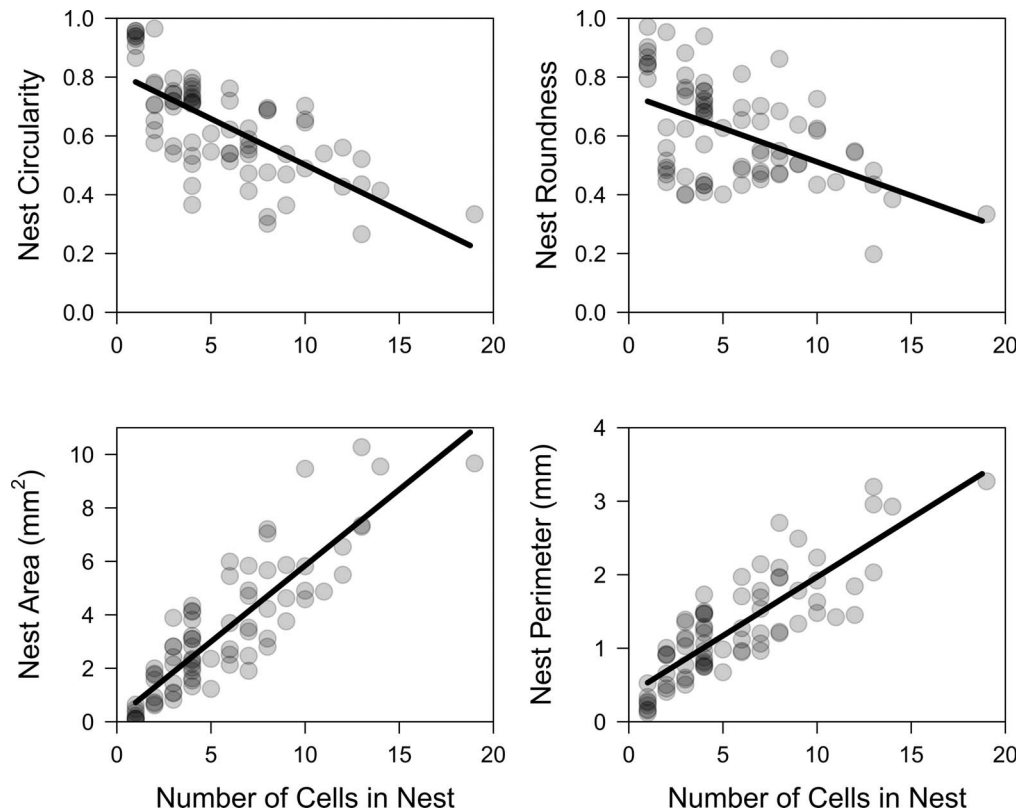 1.0
0.8
0.6
0.4
0.2
0.0
0 5 10 15 20
Nest Circularity
1.0
0.8
0.6
0.4
0.2
0.0
0 5 10 15 20
Nest Roundness
10
8
6
4
2
0
0 5 10 15 20
Nest Area (mm²)
Number of Cells in Nest
4
3
2
1
0
0 5 10 15 20
Nest Perimeter (mm)
Number of Cells in Nest